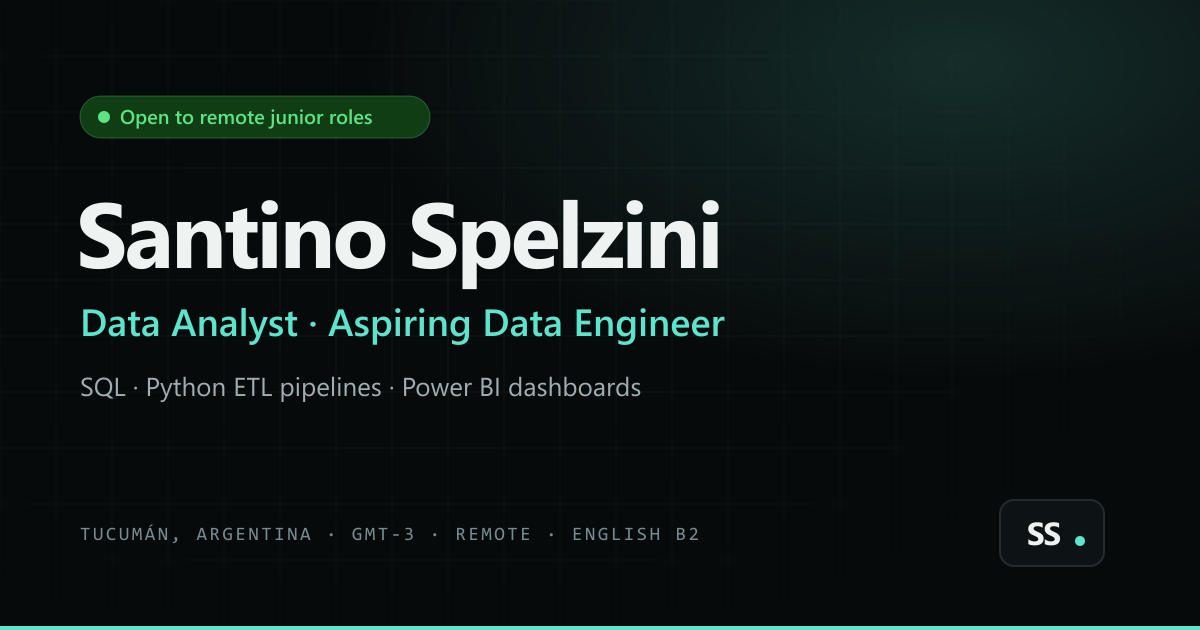 Open to remote junior roles
Santino Spelzini
Data Analyst · Aspiring Data Engineer
SQL · Python ETL pipelines · Power BI dashboards
TUCUMÁN, ARGENTINA · GMT-3 · REMOTE · ENGLISH B2
SS.